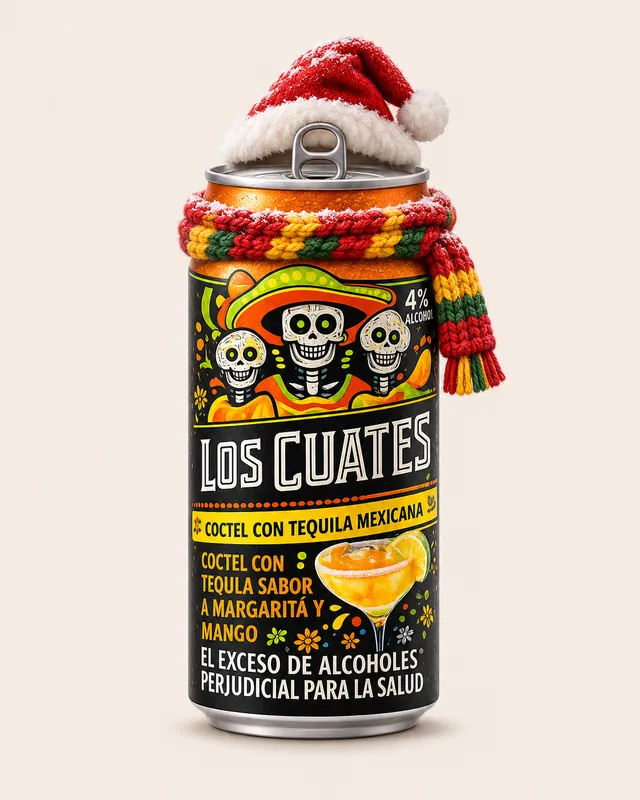 4%
ALCOHOL
LOS CUATES
COCTEL CON TEQUILA MEXICANA
COCTEL CON
TEQULA SABOR
A MARGARITÁ Y
MANGO
EL EXCESO DE ALCOHOLES®
PERJUDICIAL PARA LA SALUD